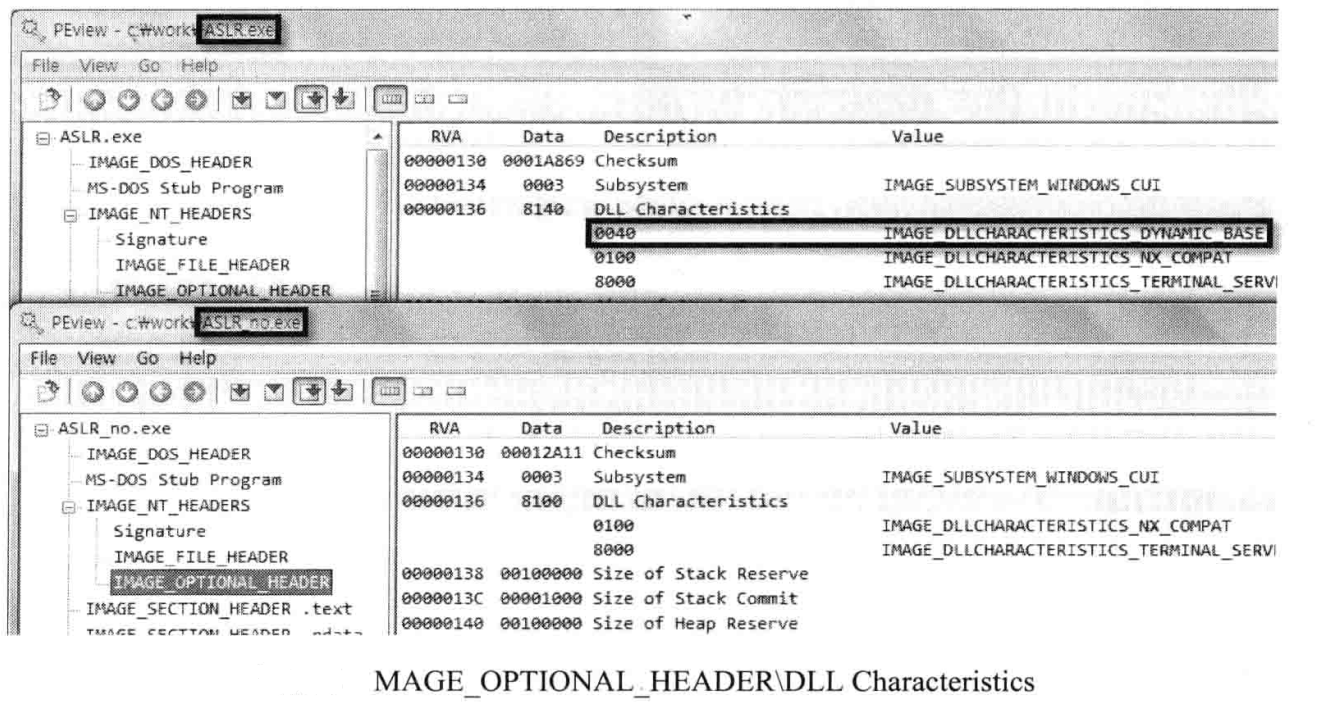 PEview - c:₩work₩ASLR.exe
File View Go Help
ASLR.exe
IMAGE_DOS_HEADER
MS-DOS Stub Program
IMAGE_NT_HEADERS
Signature
IMAGE_FILE_HEADER
IMAGE_OPTIONAL_HEADER
RVA Data Description Value
00000130 0001A869 Checksum
00000134 0003 Subsystem IMAGE_SUBSYSTEM_WINDOWS_CUI
00000136 8140 DLL Characteristics
0040 IMAGE_DLLCHARACTERISTICS_DYNAMIC_BASE
0100 IMAGE_DLLCHARACTERISTICS_NX_COMPAT
8000 IMAGE_DLLCHARACTERISTICS_TERMINAL_SERV
PEview - c:₩work₩ASLR_no.exe
File View Go Help
ASLR_no.exe
IMAGE_DOS_HEADER
MS-DOS Stub Program
IMAGE_NT_HEADERS
Signature
IMAGE_FILE_HEADER
IMAGE_OPTIONAL_HEADER
IMAGE_SECTION_HEADER .text
IMAGE_SECTION_HEADER .rdata
RVA Data Description Value
00000130 00012A11 Checksum
00000134 0003 Subsystem IMAGE_SUBSYSTEM_WINDOWS_CUI
00000136 8100 DLL Characteristics
0100 IMAGE_DLLCHARACTERISTICS_NX_COMPAT
8000 IMAGE_DLLCHARACTERISTICS_TERMINAL_SERV
00000138 00100000 Size of Stack Reserve
0000013C 00001000 Size of Stack Commit
00000140 00100000 Size of Heap Reserve
MAGE_OPTIONAL_HEADER\DLL Characteristics